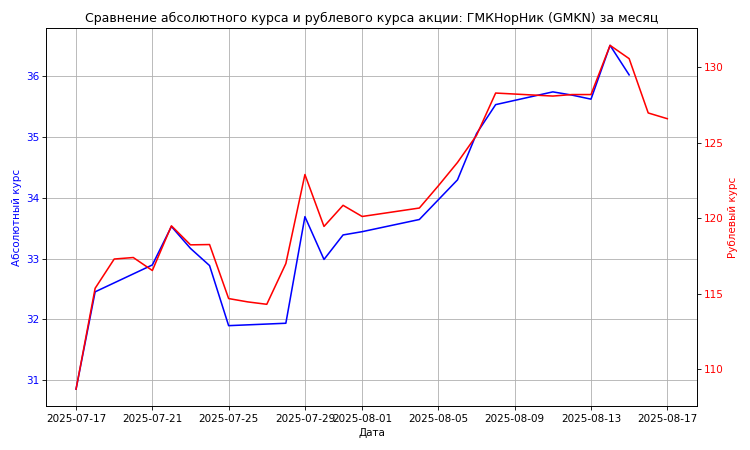 Сравнение абсолютного курса и рублевого курса акции: ГМКНорНик (GMKN) за месяц
Абсолютный курс
36
35
34
33
32
31
130
125
120
115
110
Рублевый курс
2025-07-17 2025-07-21 2025-07-25 2025-07-29 2025-08-01 2025-08-05 2025-08-09 2025-08-13 2025-08-17
Дата